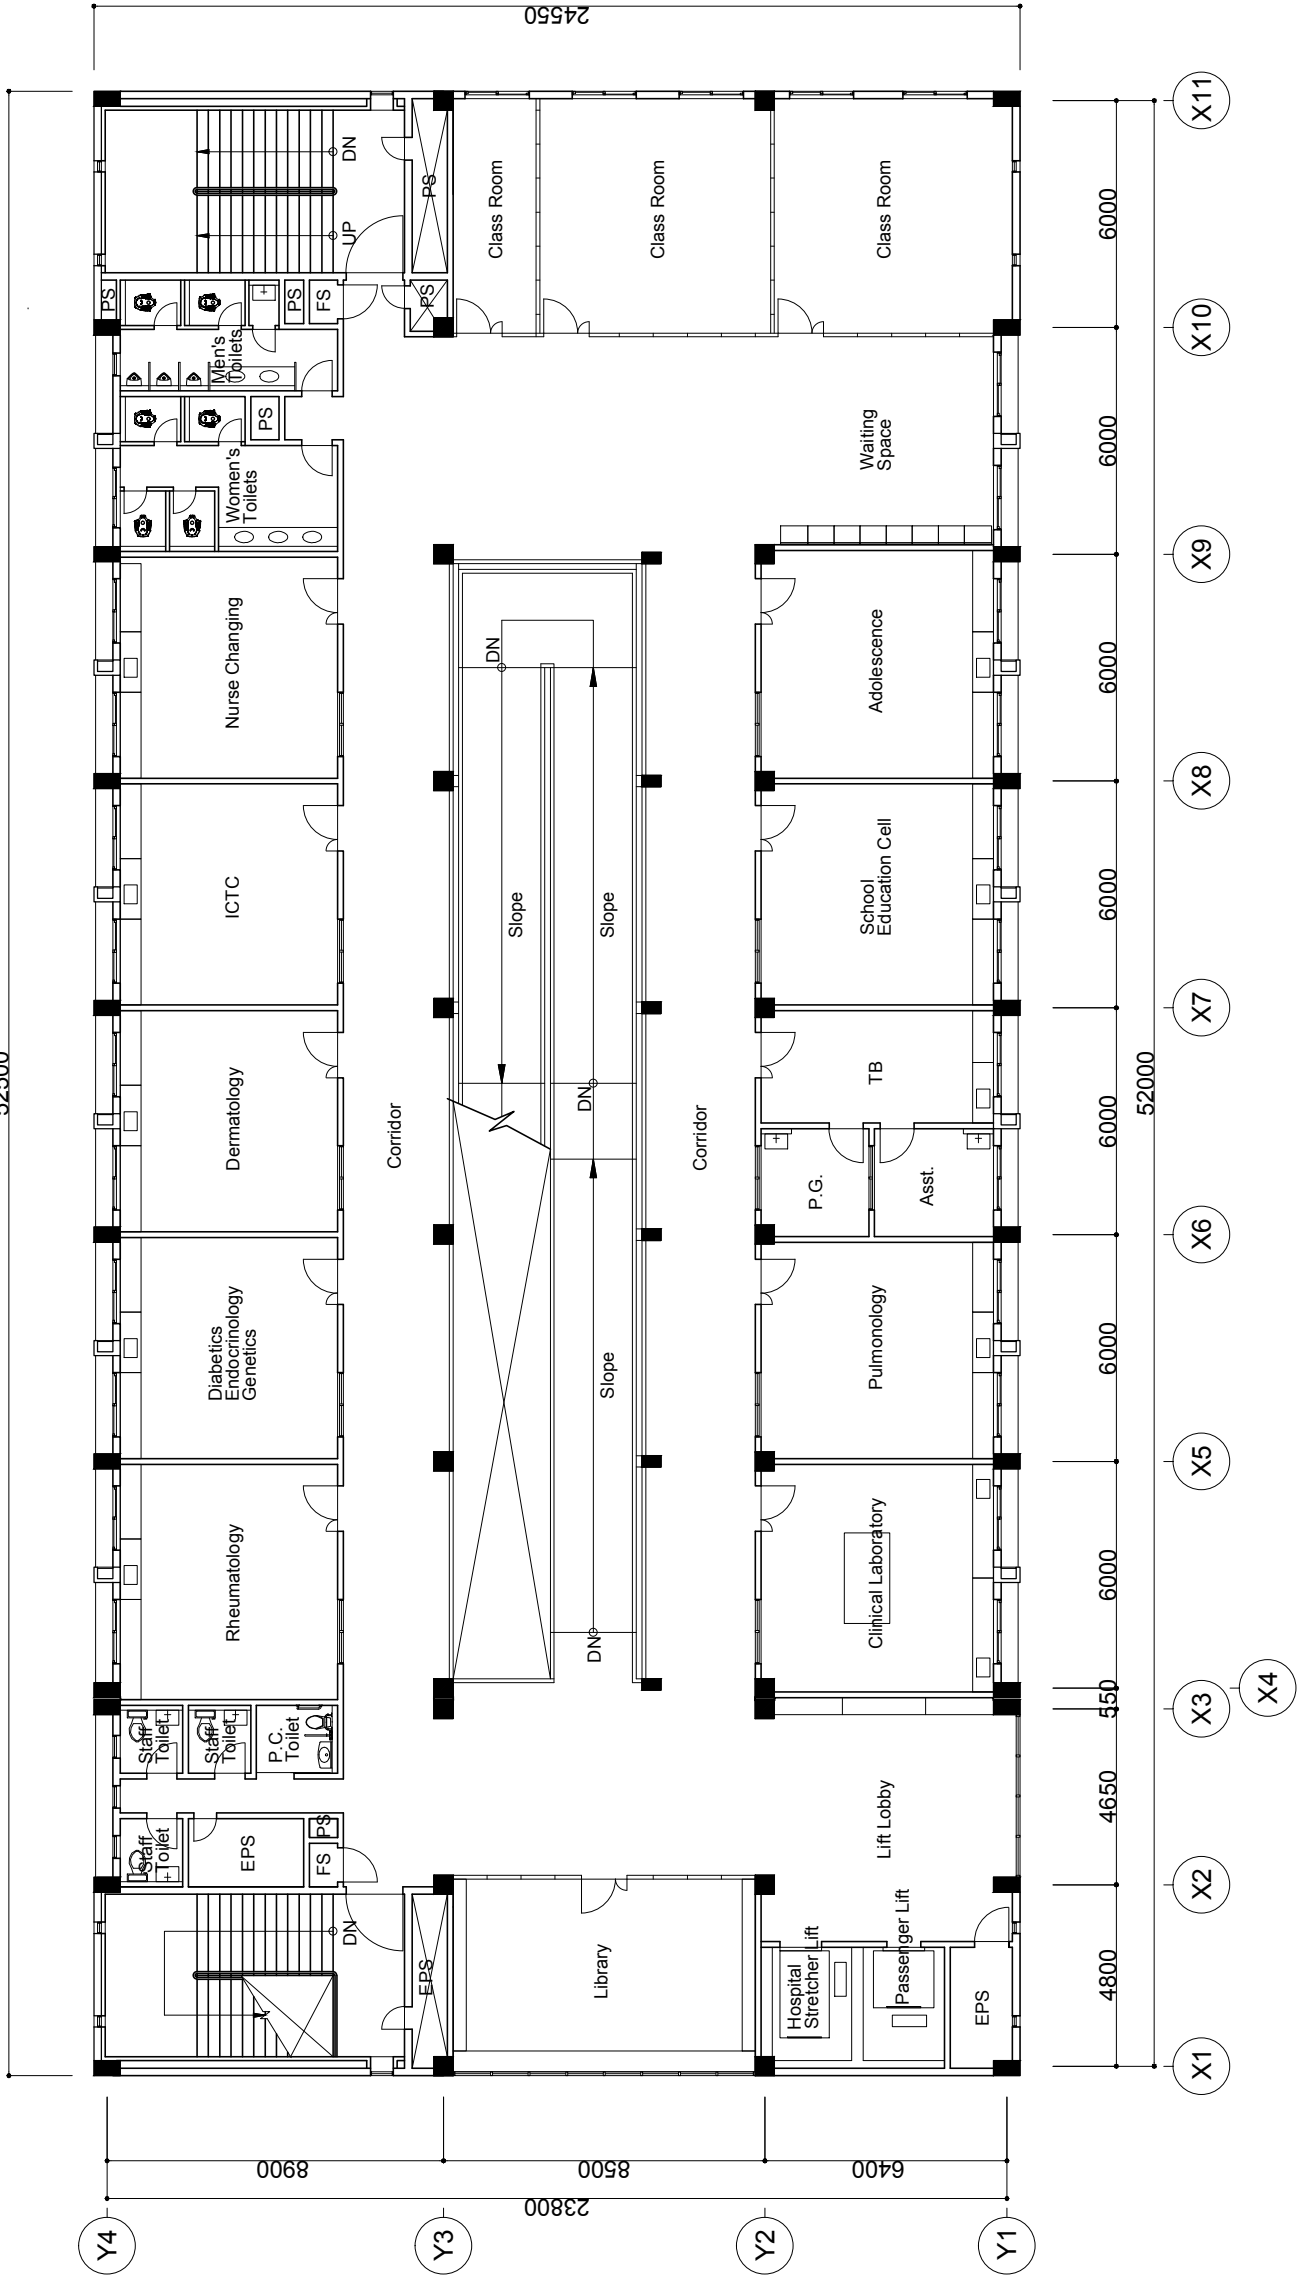 24550
52500
DN
UP
PS
Class Room
Class Room
Class Room
PS
PS
FS
PS
Men's
Toilets
PS
Women's
Toilets
Waiting
Space
Nurse Changing
DN
Adolescence
ICTC
Slope
Slope
School
Education Cell
Dermatology
Corridor
DN
Corridor
TB
P.G.
Asst.
Diabetics
Endocrinology
Genetics
Slope
Pulmonology
Rheumatology
DN
Clinical Laboratory
Staff
Toilet
Staff
Toilet
P.C.
Toilet
Staff
Toilet
EPS
PS
FS
Lift Lobby
DN
EPS
Library
Hospital
Stretcher Lift
Passenger Lift
EPS
6000
6000
6000
6000
6000
6000
6000
550
4650
4800
52000
X11
X10
X9
X8
X7
X6
X5
X4
X3
X2
X1
8900
8500
6400
23800
Y4
Y3
Y2
Y1